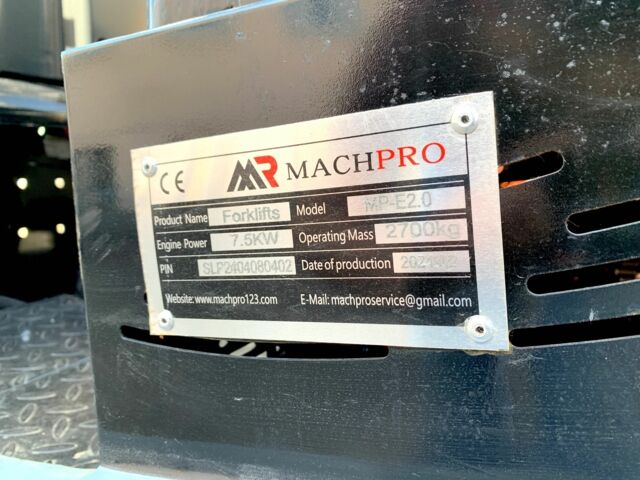 CE MR MACHPRO
Product Name Forklifts Model MP-E2.0
Engine Power 7.5KW Operating Mass 2700kg
PIN SLP2404080402 Date of production
Website: www.machpro123.com E-Mail: machproservice@gmail.com